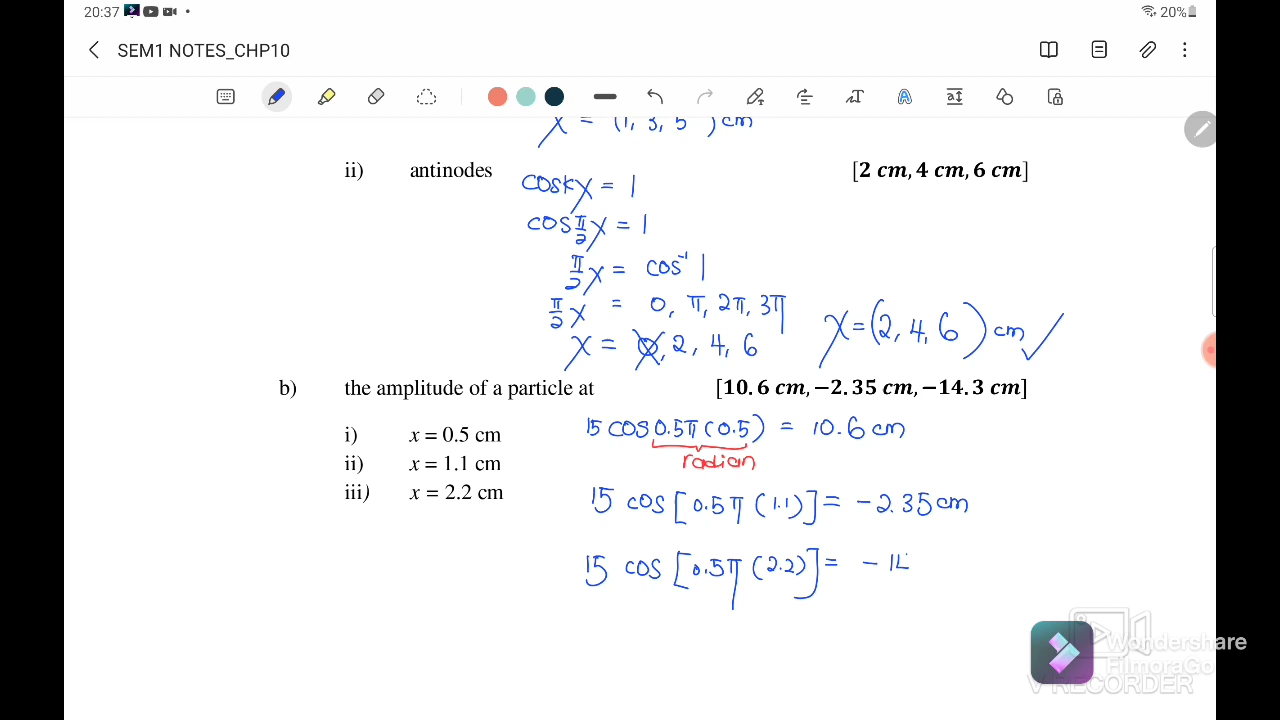 20:37 20%
SEM1 NOTES_CHP10
x = (1, 3, 5 ) cm
ii) antinodes [2 cm, 4 cm, 6 cm]
cos kx = 1
cos π/2 x = 1
π/2 x = cos⁻¹ 1
π/2 x = 0, π, 2π, 3π
x = 0, 2, 4, 6 x = (2, 4, 6 ) cm ✓
b) the amplitude of a particle at [10.6 cm, −2.35 cm, −14.3 cm]
i) x = 0.5 cm 15 cos 0.5π (0.5) = 10.6 cm
radian
ii) x = 1.1 cm
iii) x = 2.2 cm 15 cos [0.5π (1.1)] = −2.35 cm
15 cos [0.5π (2.2)] = − 14
Wondershare
FilmoraGo
V RECORDER